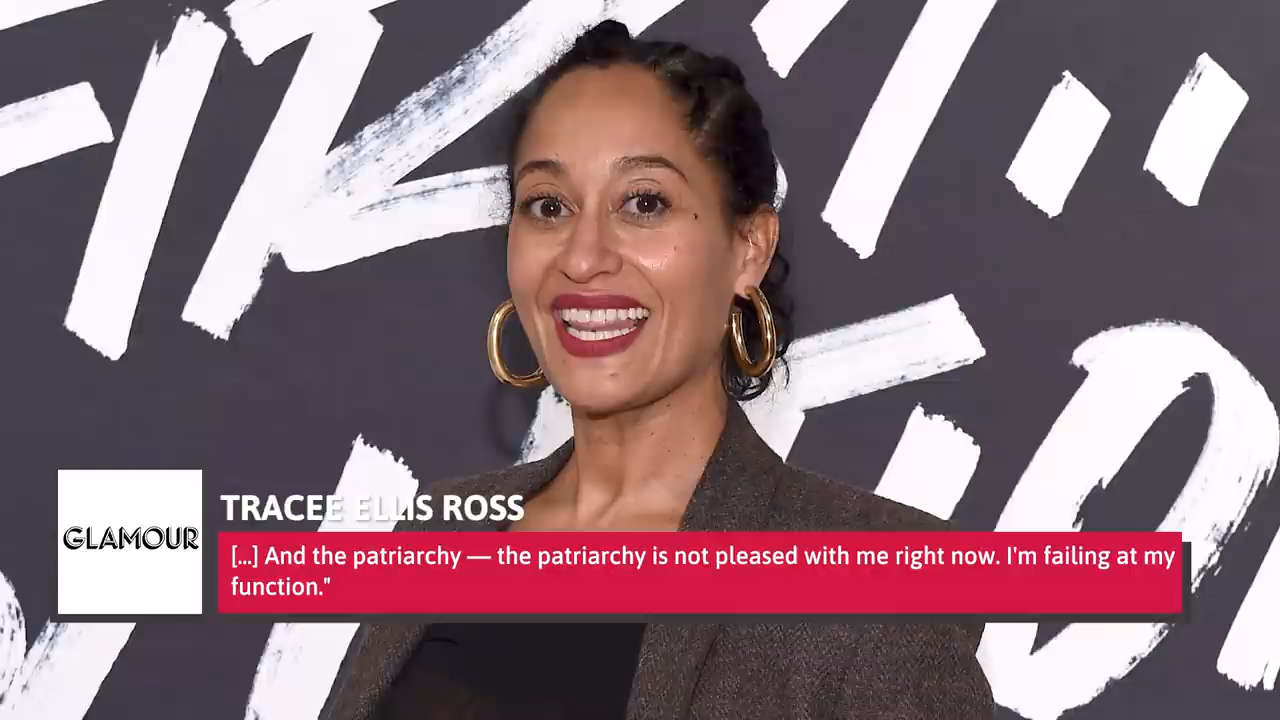 TRACEE ELLIS ROSS
GLAMOUR
[...] And the patriarchy — the patriarchy is not pleased with me right now. I'm failing at my
function."